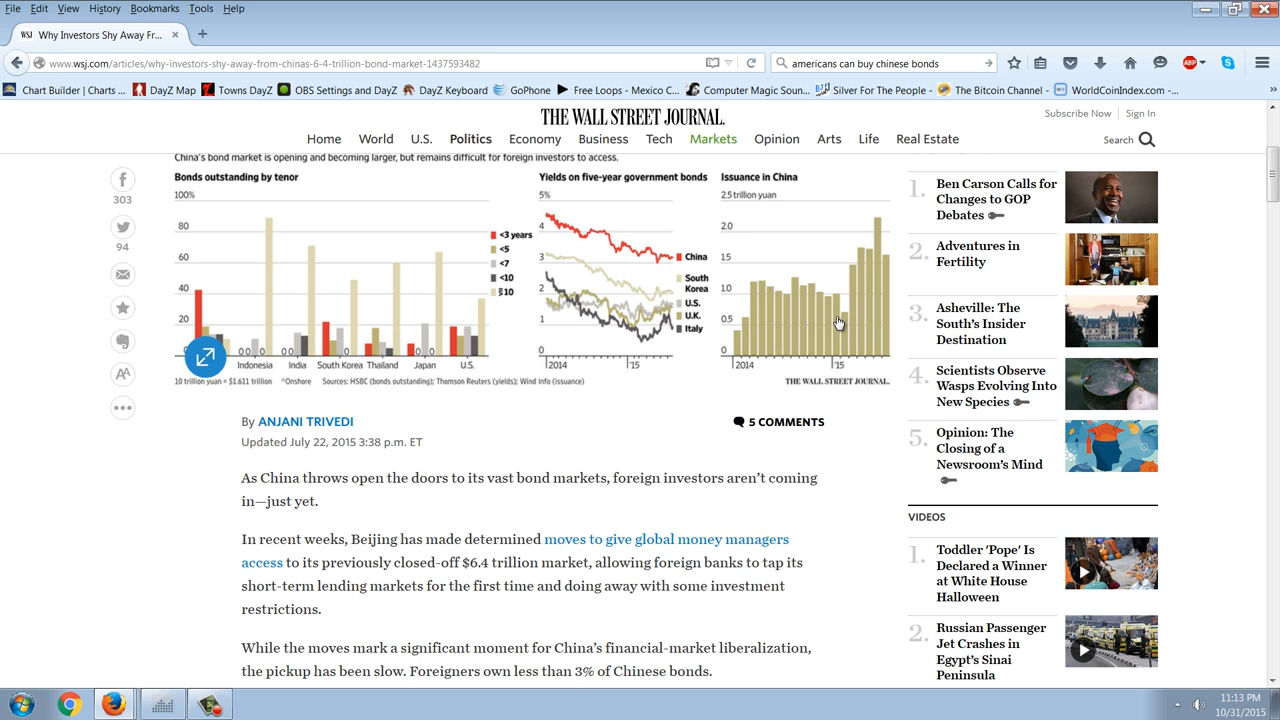 File Edit View History Bookmarks Tools Help
WSJ Why Investors Shy Away Fr... × +
www.wsj.com/articles/why-investors-shy-away-from-chinas-6-4-trillion-bond-market-1437593482
americans can buy chinese bonds
ABP
Chart Builder | Charts ... DayZ Map Towns DayZ OBS Settings and DayZ DayZ Keyboard GoPhone Free Loops - Mexico C... Computer Magic Soun... Silver For The People - ... The Bitcoin Channel - ... WorldCoinIndex.com -... »
THE WALL STREET JOURNAL.
Subscribe Now | Sign In
Home World U.S. Politics Economy Business Tech Markets Opinion Arts Life Real Estate
Search
China's bond market is opening and becoming larger, but remains difficult for foreign investors to access.
Bonds outstanding by tenor
100%
80
60
40
20
0 0 0 0 0 0 0
Indonesia India South Korea Thailand Japan U.S.
<3 years
<5
<7
<10
≥10
Yields on five-year government bonds
5%
4
3
2
1
0
2014 '15
China
South
Korea
U.S.
U.K.
Italy
Issuance in China
2.5 trillion yuan
2.0
1.5
1.0
0.5
0
2014 '15
10 trillion yuan = $1.611 trillion *Onshore Sources: HSBC (bonds outstanding); Thomson Reuters (yields); Wind Info (issuance)
THE WALL STREET JOURNAL.
303
94
AA
By ANJANI TRIVEDI
5 COMMENTS
Updated July 22, 2015 3:38 p.m. ET
As China throws open the doors to its vast bond markets, foreign investors aren't coming
in—just yet.
In recent weeks, Beijing has made determined moves to give global money managers
access to its previously closed-off $6.4 trillion market, allowing foreign banks to tap its
short-term lending markets for the first time and doing away with some investment
restrictions.
While the moves mark a significant moment for China's financial-market liberalization,
the pickup has been slow. Foreigners own less than 3% of Chinese bonds.
1. Ben Carson Calls for
Changes to GOP
Debates
2. Adventures in
Fertility
3. Asheville: The
South's Insider
Destination
4. Scientists Observe
Wasps Evolving Into
New Species
5. Opinion: The
Closing of a
Newsroom's Mind
VIDEOS
1. Toddler 'Pope' Is
Declared a Winner
at White House
Halloween
2. Russian Passenger
Jet Crashes in
Egypt's Sinai
Peninsula
11:13 PM
10/31/2015